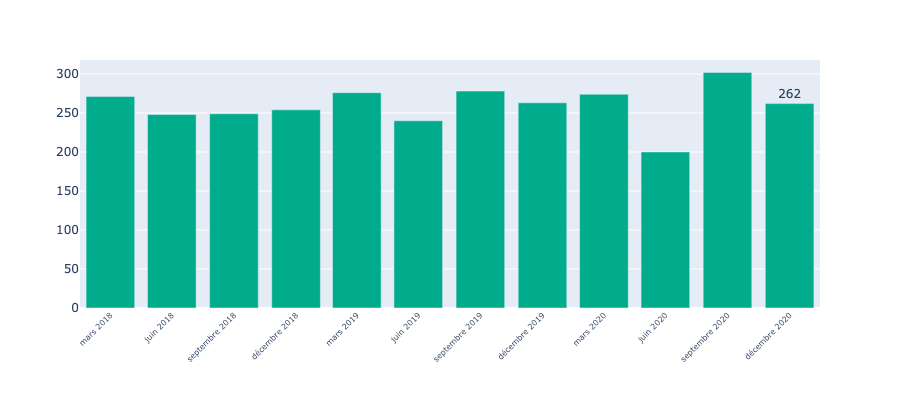 300
250
200
150
100
50
0
262
mars 2018
juin 2018
septembre 2018
décembre 2018
mars 2019
juin 2019
septembre 2019
décembre 2019
mars 2020
juin 2020
septembre 2020
décembre 2020